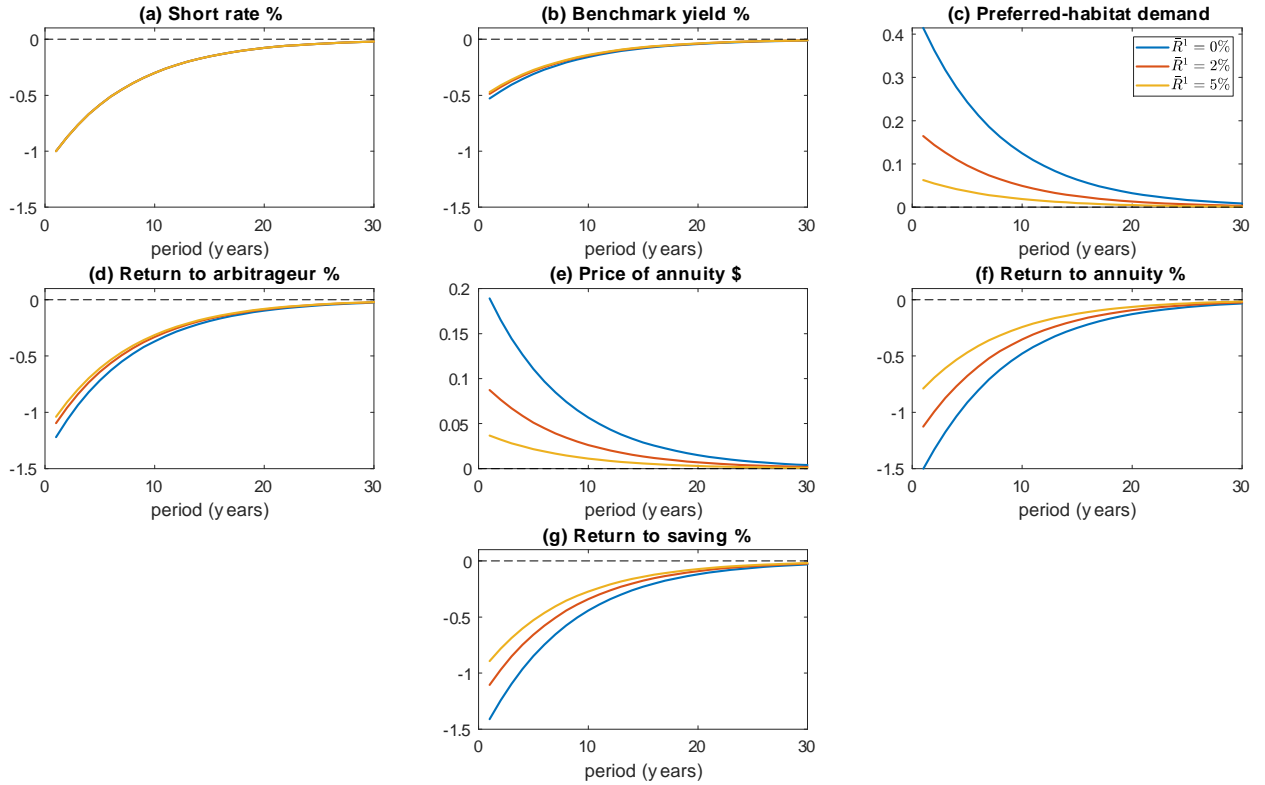 (a) Short rate %
0
-0.5
-1
-1.5
0 10 20 30
period (years)
(b) Benchmark yield %
0
-0.5
-1
-1.5
0 10 20 30
period (years)
(c) Preferred-habitat demand
0.4
0.3
0.2
0.1
0
0 10 20 30
period (years)
R̄¹ = 0%
R̄¹ = 2%
R̄¹ = 5%
(d) Return to arbitrageur %
0
-0.5
-1
-1.5
0 10 20 30
period (years)
(e) Price of annuity $
0.2
0.15
0.1
0.05
0
0 10 20 30
period (years)
(f) Return to annuity %
0
-0.5
-1
-1.5
0 10 20 30
period (years)
(g) Return to saving %
0
-0.5
-1
-1.5
0 10 20 30
period (years)